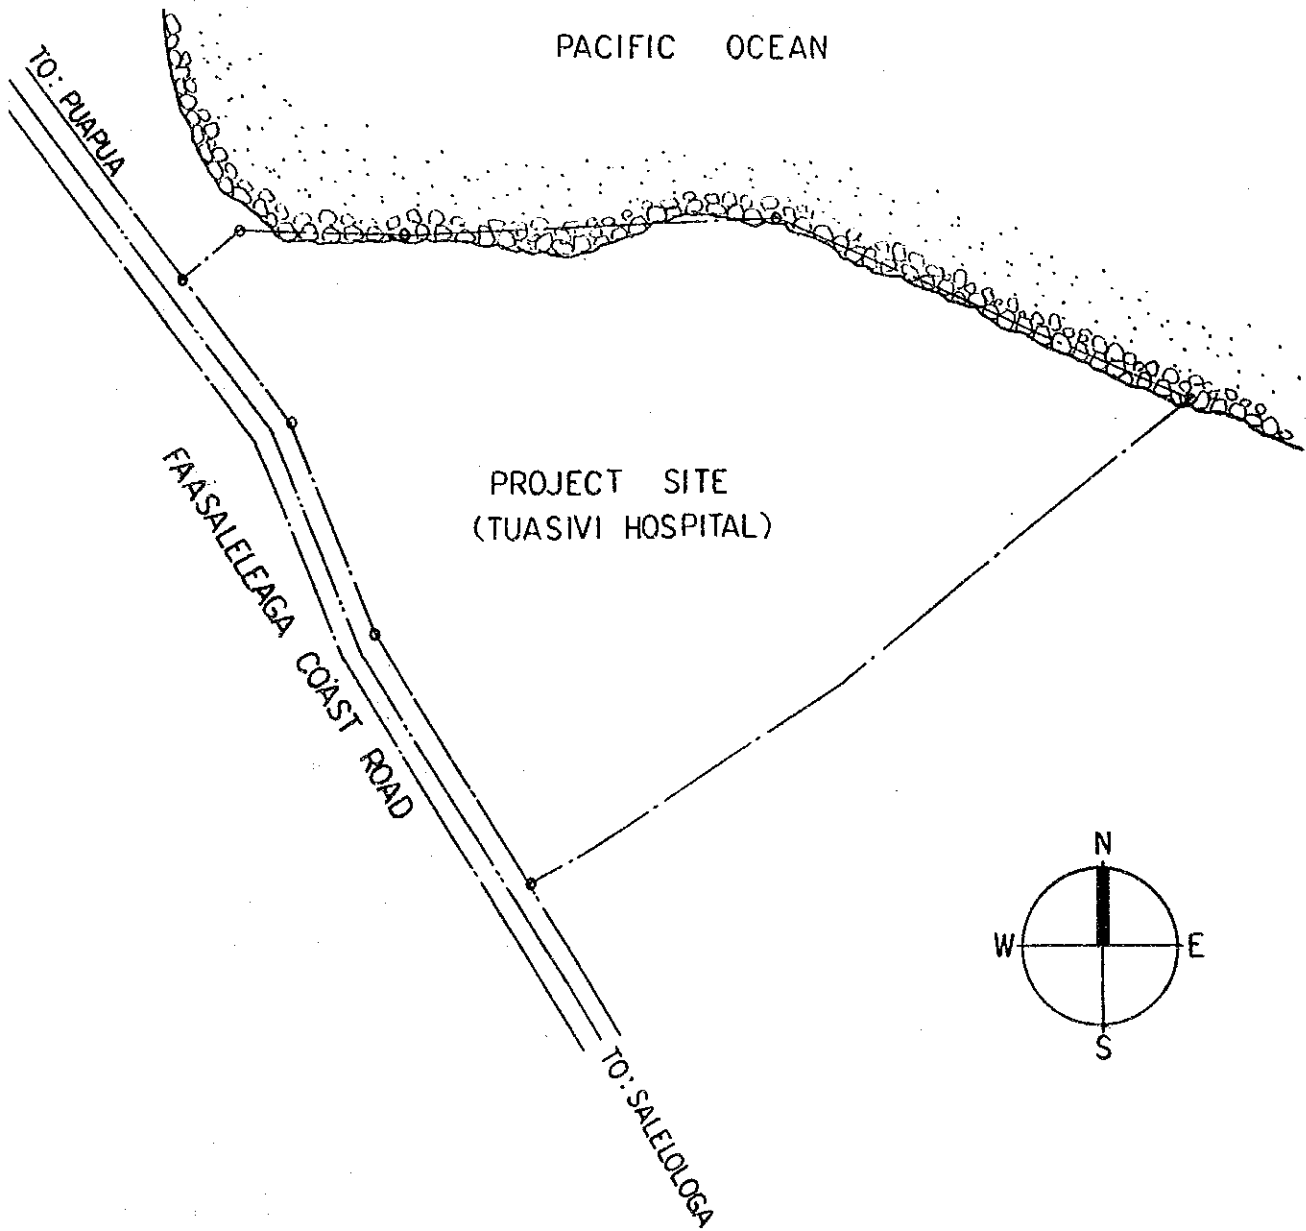 PACIFIC OCEAN
TO: PUAPUA
PROJECT SITE
(TUASIVI HOSPITAL)
FAASALELEAGA COAST ROAD
N
W E
S
TO: SALELOLOGA